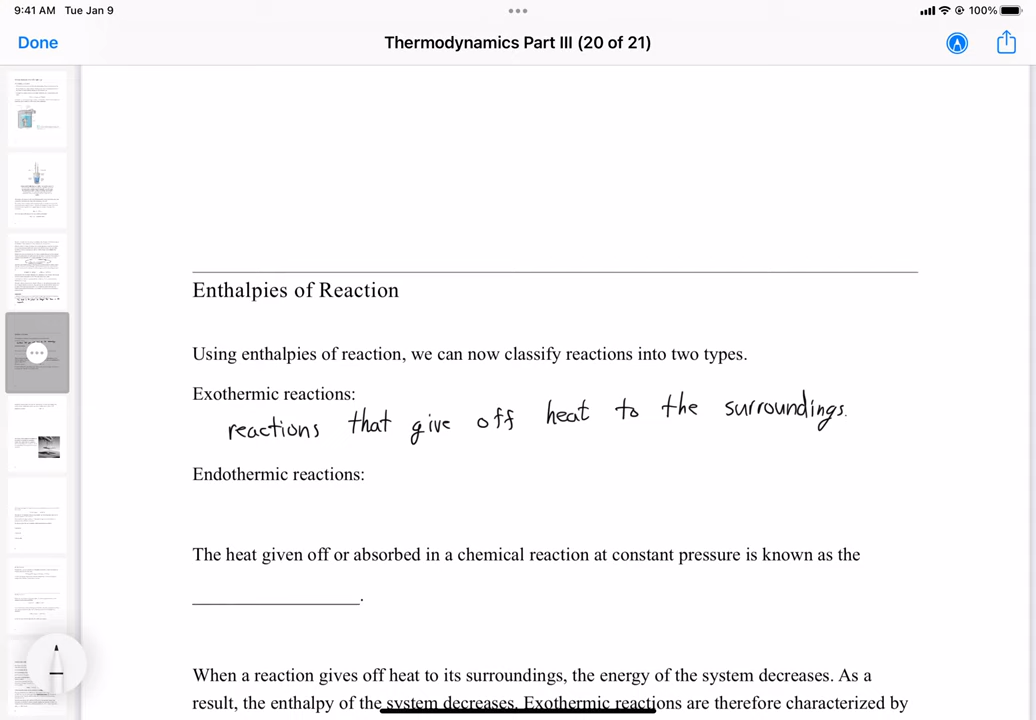 9:41 AM Tue Jan 9
100%
Done
Thermodynamics Part III (20 of 21)
Enthalpies of Reaction
Using enthalpies of reaction, we can now classify reactions into two types.
Exothermic reactions:
reactions that give off heat to the surroundings.
Endothermic reactions:
The heat given off or absorbed in a chemical reaction at constant pressure is known as the
__________________.
When a reaction gives off heat to its surroundings, the energy of the system decreases. As a
result, the enthalpy of the system decreases. Exothermic reactions are therefore characterized by